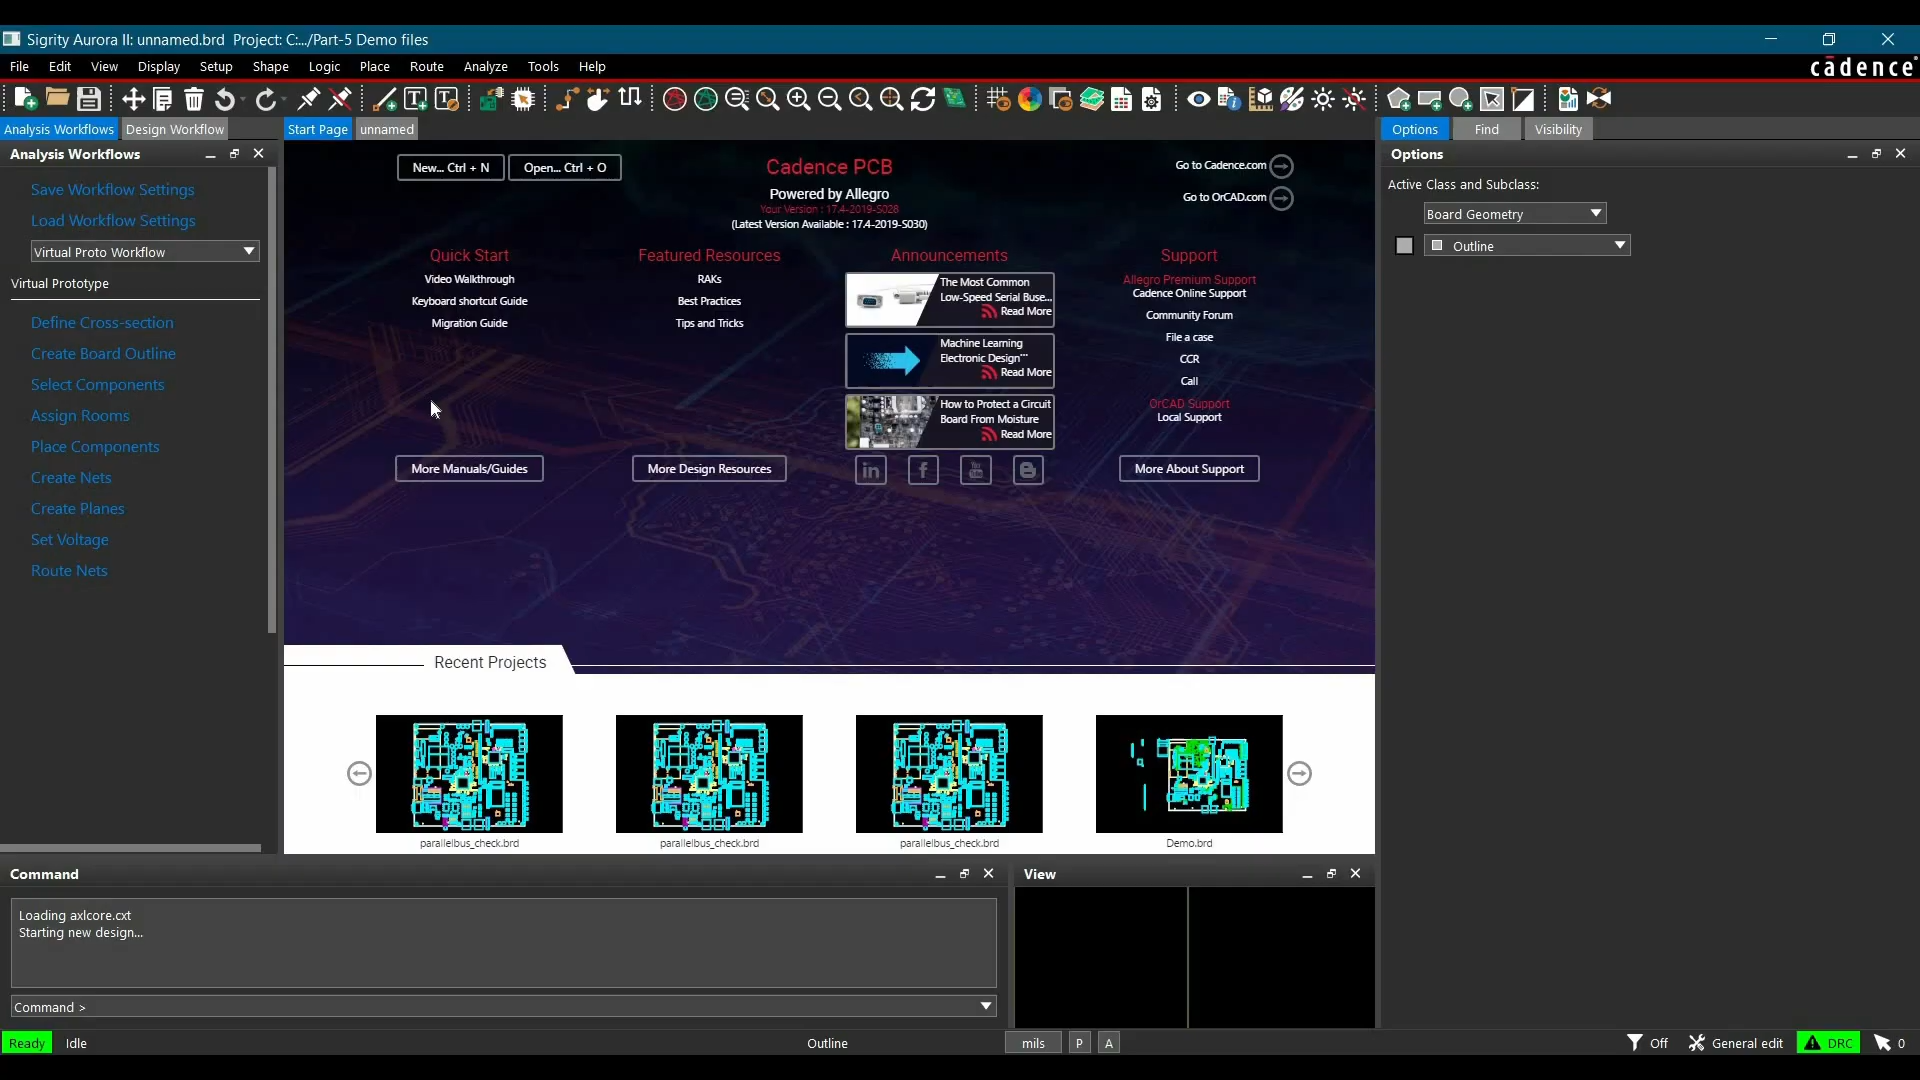 Sigrity Aurora II: unnamed.brd  Project: C:.../Part-5 Demo files
File Edit View Display Setup Shape Logic Place Route Analyze Tools Help
cādence®
Analysis Workflows Design Workflow Start Page unnamed Options Find Visibility
Analysis Workflows
Save Workflow Settings
Load Workflow Settings
Virtual Proto Workflow
Virtual Prototype
Define Cross-section
Create Board Outline
Select Components
Assign Rooms
Place Components
Create Nets
Create Planes
Set Voltage
Route Nets
New... Ctrl + N
Open... Ctrl + O
Cadence PCB
Powered by Allegro
Your Version : 17.4-2019-S028
(Latest Version Available : 17.4-2019-S030)
Go to Cadence.com
Go to OrCAD.com
Quick Start
Video Walkthrough
Keyboard shortcut Guide
Migration Guide
More Manuals/Guides
Featured Resources
RAKs
Best Practices
Tips and Tricks
More Design Resources
Announcements
The Most Common
Low-Speed Serial Buse...
Read More
Machine Learning
Electronic Design...
Read More
How to Protect a Circuit
Board From Moisture
Read More
in f You Tube B
Support
Allegro Premium Support
Cadence Online Support
Community Forum
File a case
CCR
Call
OrCAD Support
Local Support
More About Support
Recent Projects
parallelbus_check.brd
parallelbus_check.brd
parallelbus_check.brd
Demo.brd
Options
Active Class and Subclass:
Board Geometry
Outline
Command
Loading axlcore.cxt
Starting new design...
Command >
View
Ready Idle Outline mils P A Off General edit DRC 0